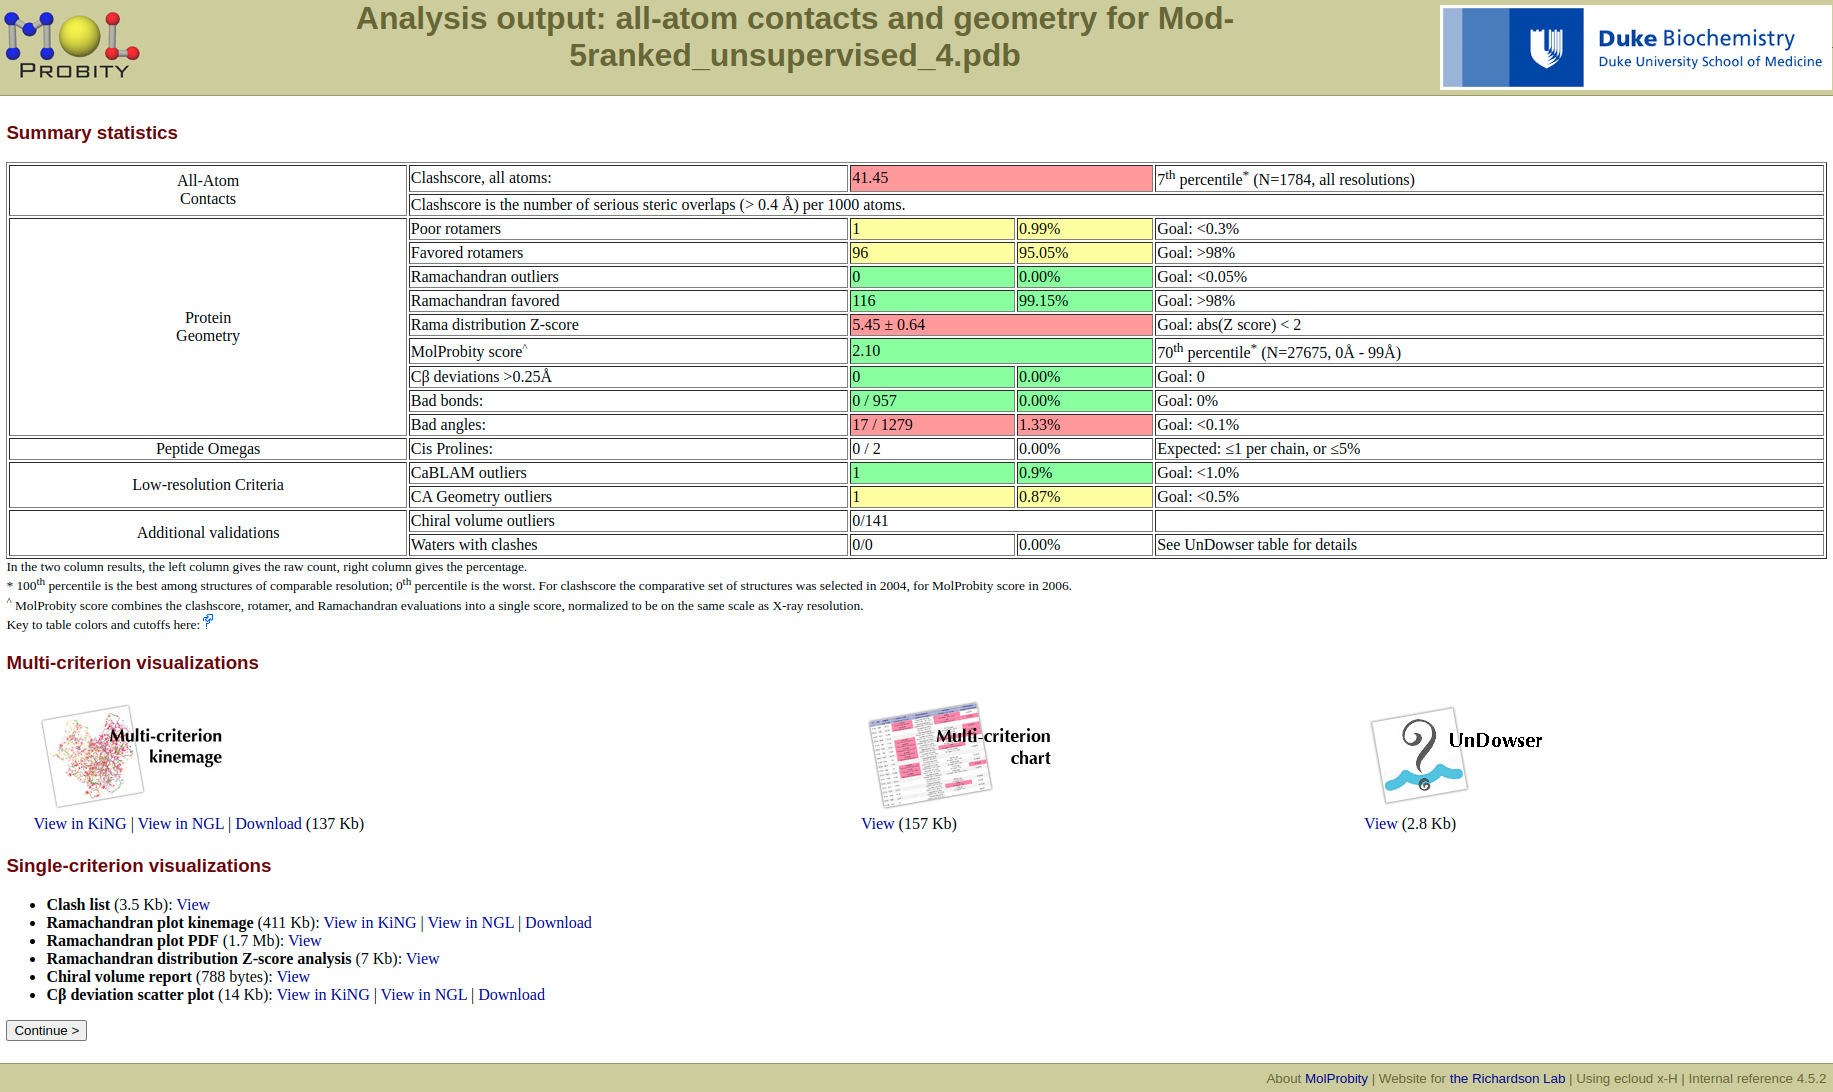 MOL
PROBITY
Analysis output: all-atom contacts and geometry for Mod-
5ranked_unsupervised_4.pdb
Duke Biochemistry
Duke University School of Medicine
Summary statistics
All-Atom
Contacts
Clashscore, all atoms: 41.45 7th percentile* (N=1784, all resolutions)
Clashscore is the number of serious steric overlaps (> 0.4 Å) per 1000 atoms.
Protein
Geometry
Poor rotamers 1 0.99% Goal: <0.3%
Favored rotamers 96 95.05% Goal: >98%
Ramachandran outliers 0 0.00% Goal: <0.05%
Ramachandran favored 116 99.15% Goal: >98%
Rama distribution Z-score 5.45 ± 0.64 Goal: abs(Z score) < 2
MolProbity score^ 2.10 70th percentile* (N=27675, 0Å - 99Å)
Cβ deviations >0.25Å 0 0.00% Goal: 0
Bad bonds: 0 / 957 0.00% Goal: 0%
Bad angles: 17 / 1279 1.33% Goal: <0.1%
Peptide Omegas Cis Prolines: 0 / 2 0.00% Expected: ≤1 per chain, or ≤5%
Low-resolution Criteria
CaBLAM outliers 1 0.9% Goal: <1.0%
CA Geometry outliers 1 0.87% Goal: <0.5%
Additional validations
Chiral volume outliers 0/141
Waters with clashes 0/0 0.00% See UnDowser table for details
In the two column results, the left column gives the raw count, right column gives the percentage.
* 100th percentile is the best among structures of comparable resolution; 0th percentile is the worst. For clashscore the comparative set of structures was selected in 2004, for MolProbity score in 2006.
^ MolProbity score combines the clashscore, rotamer, and Ramachandran evaluations into a single score, normalized to be on the same scale as X-ray resolution.
Key to table colors and cutoffs here:
Multi-criterion visualizations
Multi-criterion
kinemage
Multi-criterion
chart
UnDowser
View in KiNG | View in NGL | Download (137 Kb)
View (157 Kb)
View (2.8 Kb)
Single-criterion visualizations
• Clash list (3.5 Kb): View
• Ramachandran plot kinemage (411 Kb): View in KiNG | View in NGL | Download
• Ramachandran plot PDF (1.7 Mb): View
• Ramachandran distribution Z-score analysis (7 Kb): View
• Chiral volume report (788 bytes): View
• Cβ deviation scatter plot (14 Kb): View in KiNG | View in NGL | Download
Continue >
About MolProbity | Website for the Richardson Lab | Using ecloud x-H | Internal reference 4.5.2